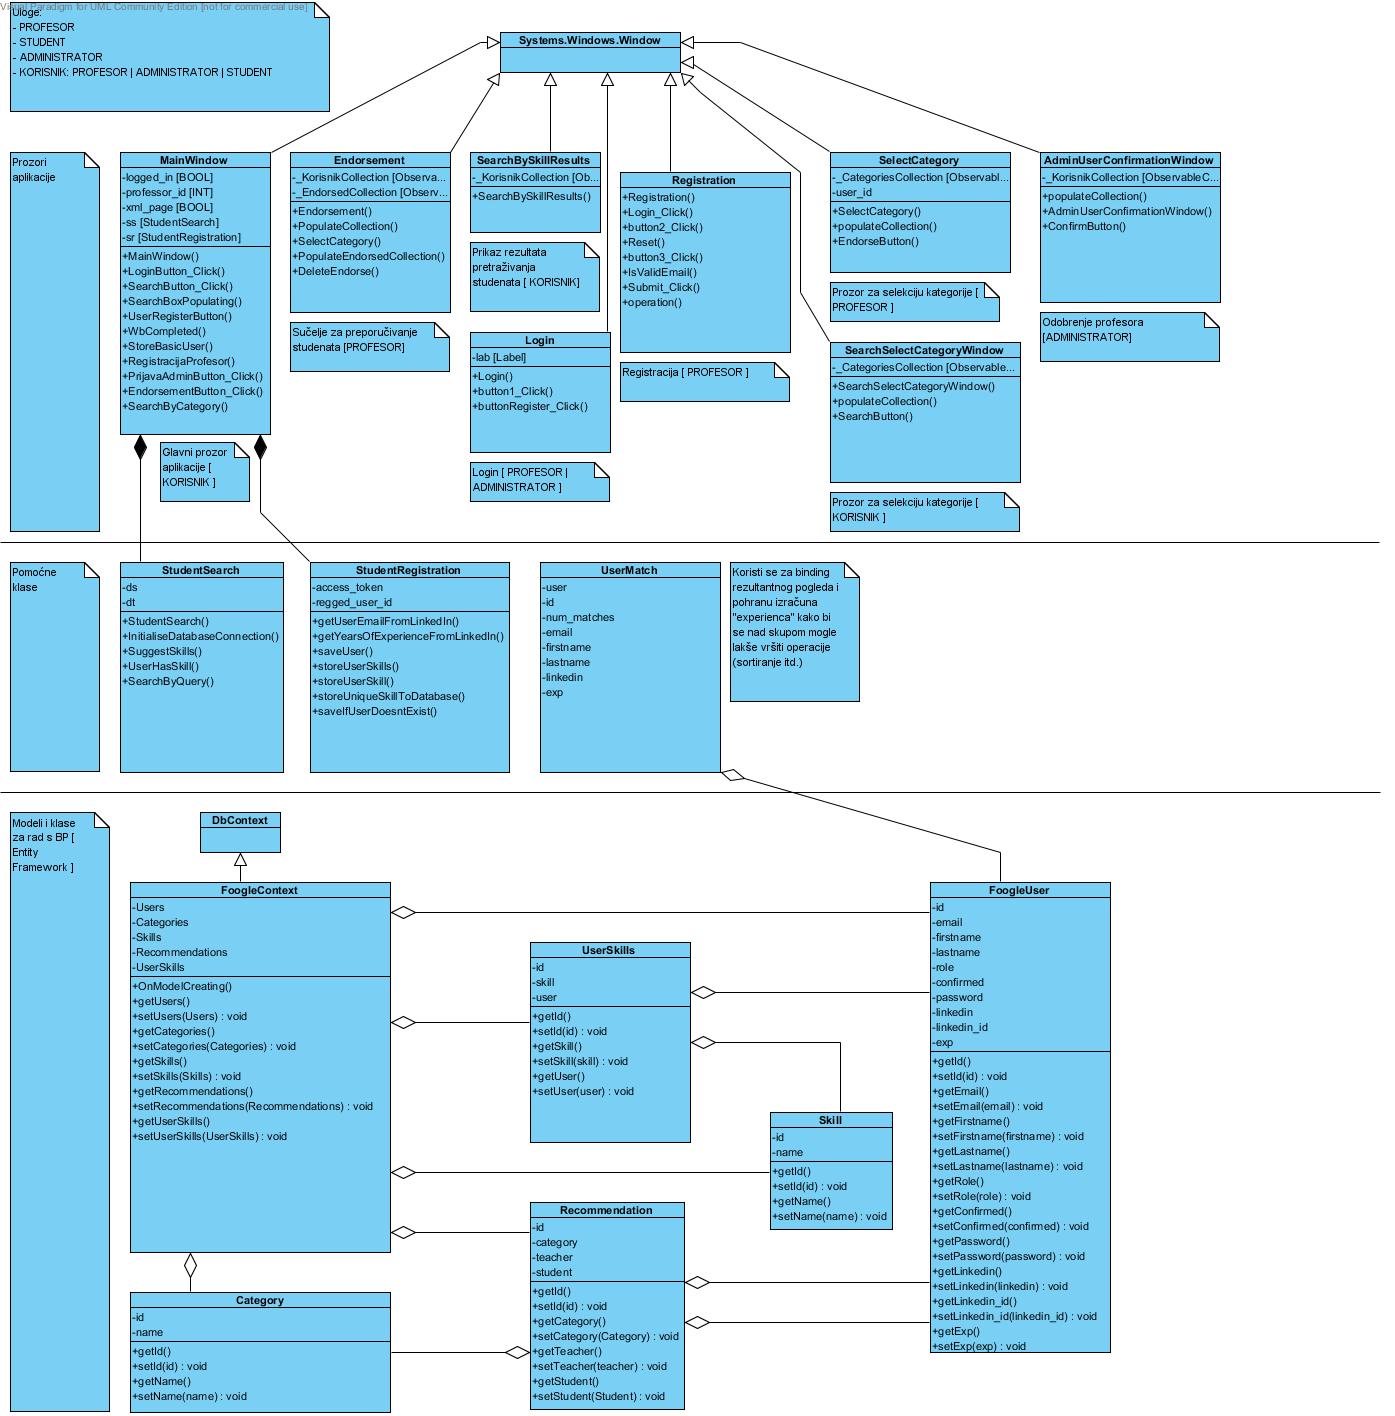 Visual Paradigm for UML Community Edition [not for commercial use]
Uloge:
- PROFESOR
- STUDENT
- ADMINISTRATOR
- KORISNIK: PROFESOR | ADMINISTRATOR | STUDENT
Systems.Windows.Window
Prozori
aplikacije
MainWindow
-logged_in [BOOL]
-professor_id [INT]
-xml_page [BOOL]
-ss [StudentSearch]
-sr [StudentRegistration]
+MainWindow()
+LoginButton_Click()
+SearchButton_Click()
+SearchBoxPopulating()
+UserRegisterButton()
+WbCompleted()
+StoreBasicUser()
+RegistracijaProfesor()
+PrijavaAdminButton_Click()
+EndorsementButton_Click()
+SearchByCategory()
Glavni prozor
aplikacije [
KORISNIK ]
Endorsement
-_KorisnikCollection [Observa...
-_EndorsedCollection [Observ...
+Endorsement()
+PopulateCollection()
+SelectCategory()
+PopulateEndorsedCollection()
+DeleteEndorse()
Sučelje za preporučivanje
studenata [PROFESOR]
SearchBySkillResults
-_KorisnikCollection [Ob...
+SearchBySkillResults()
Prikaz rezultata
pretraživanja
studenata [ KORISNIK]
Login
-lab [Label]
+Login()
+button1_Click()
+buttonRegister_Click()
Login [ PROFESOR |
ADMINISTRATOR ]
Registration
+Registration()
+Login_Click()
+button2_Click()
+Reset()
+button3_Click()
+IsValidEmail()
+Submit_Click()
+operation()
Registracija [ PROFESOR ]
SelectCategory
-_CategoriesCollection [Observabl...
-user_id
+SelectCategory()
+populateCollection()
+EndorseButton()
Prozor za selekciju kategorije [
PROFESOR ]
SearchSelectCategoryWindow
-_CategoriesCollection [Observable...
+SearchSelectCategoryWindow()
+populateCollection()
+SearchButton()
Prozor za selekciju kategorije [
KORISNIK ]
AdminUserConfirmationWindow
-_KorisnikCollection [ObservableC...
+populateCollection()
+AdminUserConfirmationWindow()
+ConfirmButton()
Odobrenje profesora
[ADMINISTRATOR]
Pomoćne
klase
StudentSearch
-ds
-dt
+StudentSearch()
+InitialiseDatabaseConnection()
+SuggestSkills()
+UserHasSkill()
+SearchByQuery()
StudentRegistration
-access_token
-regged_user_id
+getUserEmailFromLinkedIn()
+getYearsOfExperienceFromLinkedIn()
+saveUser()
+storeUserSkills()
+storeUserSkill()
+storeUniqueSkillToDatabase()
+saveIfUserDoesntExist()
UserMatch
-user
-id
-num_matches
-email
-firstname
-lastname
-linkedin
-exp
Koristi se za binding
rezultantnog pogleda i
pohranu izračuna
"experienca" kako bi
se nad skupom mogle
lakše vršiti operacije
(sortiranje itd.)
Modeli i klase
za rad s BP [
Entity
Framework ]
DbContext
FoogleContext
-Users
-Categories
-Skills
-Recommendations
-UserSkills
+OnModelCreating()
+getUsers()
+setUsers(Users) : void
+getCategories()
+setCategories(Categories) : void
+getSkills()
+setSkills(Skills) : void
+getRecommendations()
+setRecommendations(Recommendations) : void
+getUserSkills()
+setUserSkills(UserSkills) : void
Category
-id
-name
+getId()
+setId(id) : void
+getName()
+setName(name) : void
UserSkills
-id
-skill
-user
+getId()
+setId(id) : void
+getSkill()
+setSkill(skill) : void
+getUser()
+setUser(user) : void
Skill
-id
-name
+getId()
+setId(id) : void
+getName()
+setName(name) : void
Recommendation
-id
-category
-teacher
-student
+getId()
+setId(id) : void
+getCategory()
+setCategory(Category) : void
+getTeacher()
+setTeacher(teacher) : void
+getStudent()
+setStudent(Student) : void
FoogleUser
-id
-email
-firstname
-lastname
-role
-confirmed
-password
-linkedin
-linkedin_id
-exp
+getId()
+setId(id) : void
+getEmail()
+setEmail(email) : void
+getFirstname()
+setFirstname(firstname) : void
+getLastname()
+setLastname(lastname) : void
+getRole()
+setRole(role) : void
+getConfirmed()
+setConfirmed(confirmed) : void
+getPassword()
+setPassword(password) : void
+getLinkedin()
+setLinkedin(linkedin) : void
+getLinkedin_id()
+setLinkedin_id(linkedin_id) : void
+getExp()
+setExp(exp) : void